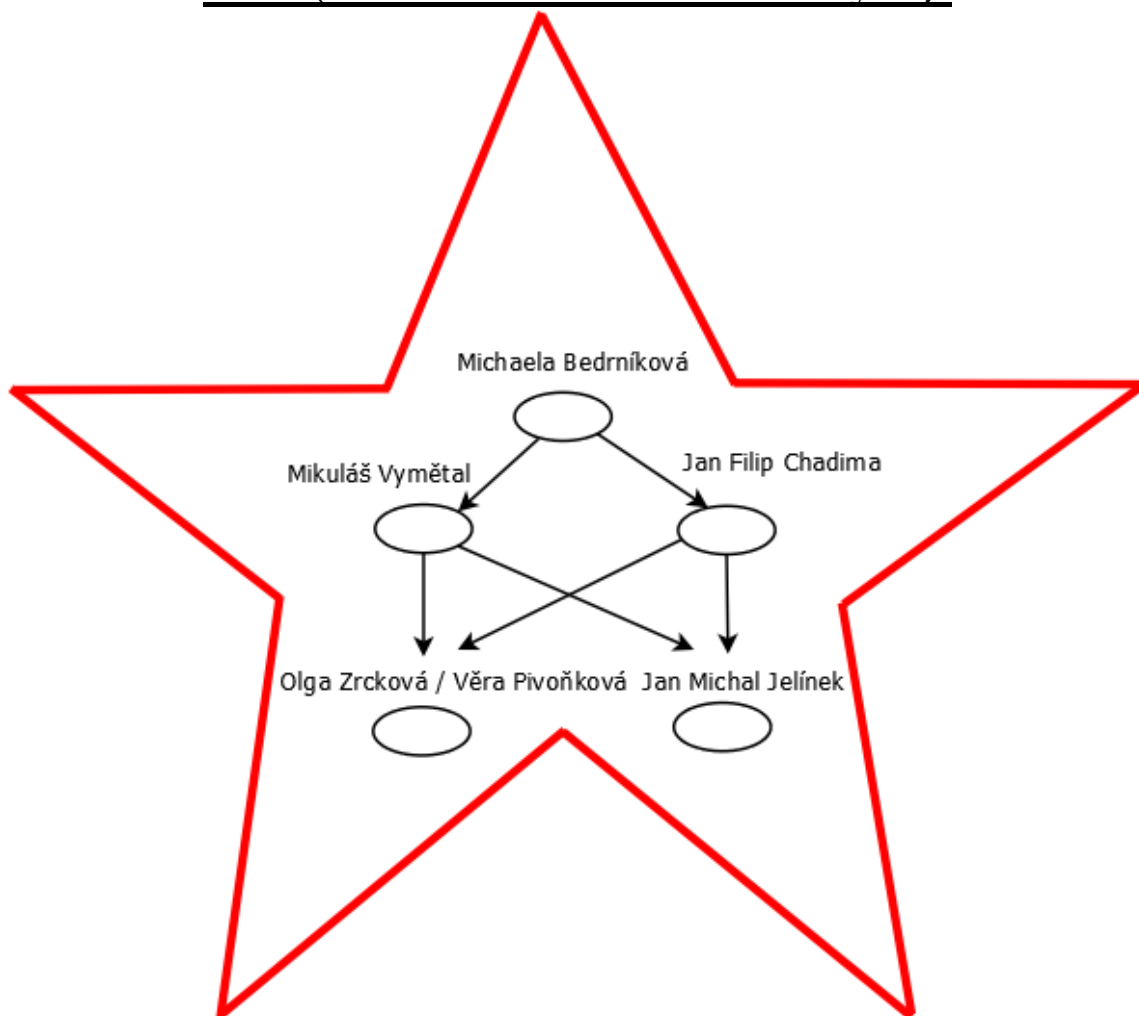 Michaela Bedrníková
Mikuláš Vymětal
Jan Filip Chadima
Olga Zrcková / Věra Pivoňková
Jan Michal Jelínek